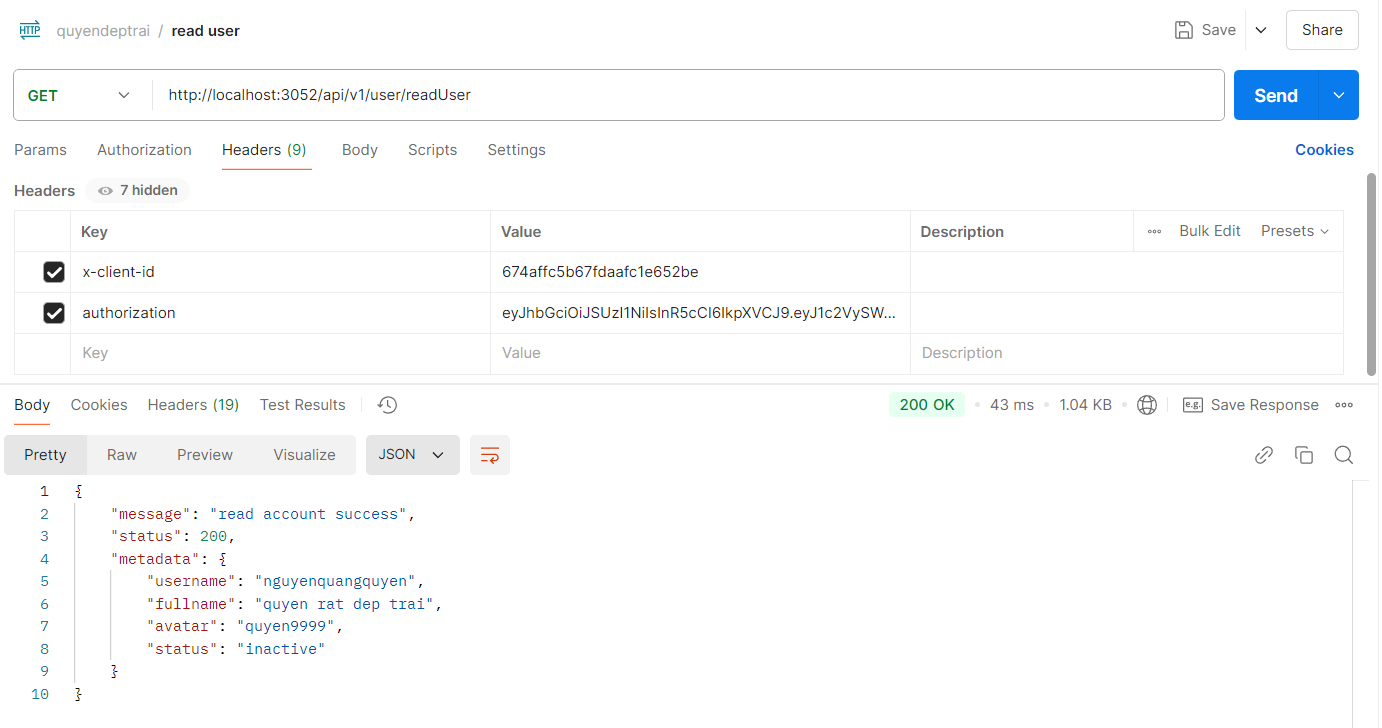 HTTP quyendeptrai / read user Save Share
GET http://localhost:3052/api/v1/user/readUser Send
Params Authorization Headers (9) Body Scripts Settings Cookies
Headers 7 hidden
Key Value Description Bulk Edit Presets
x-client-id 674affc5b67fdaafc1e652be
authorization eyJhbGciOiJSUzI1NiIsInR5cCI6IkpXVCJ9.eyJ1c2VySW...
Key Value Description
Body Cookies Headers (19) Test Results 200 OK 43 ms 1.04 KB e.g. Save Response
Pretty Raw Preview Visualize JSON
1 {
2 "message": "read account success",
3 "status": 200,
4 "metadata": {
5 "username": "nguyenquangquyen",
6 "fullname": "quyen rat dep trai",
7 "avatar": "quyen9999",
8 "status": "inactive"
9 }
10 }